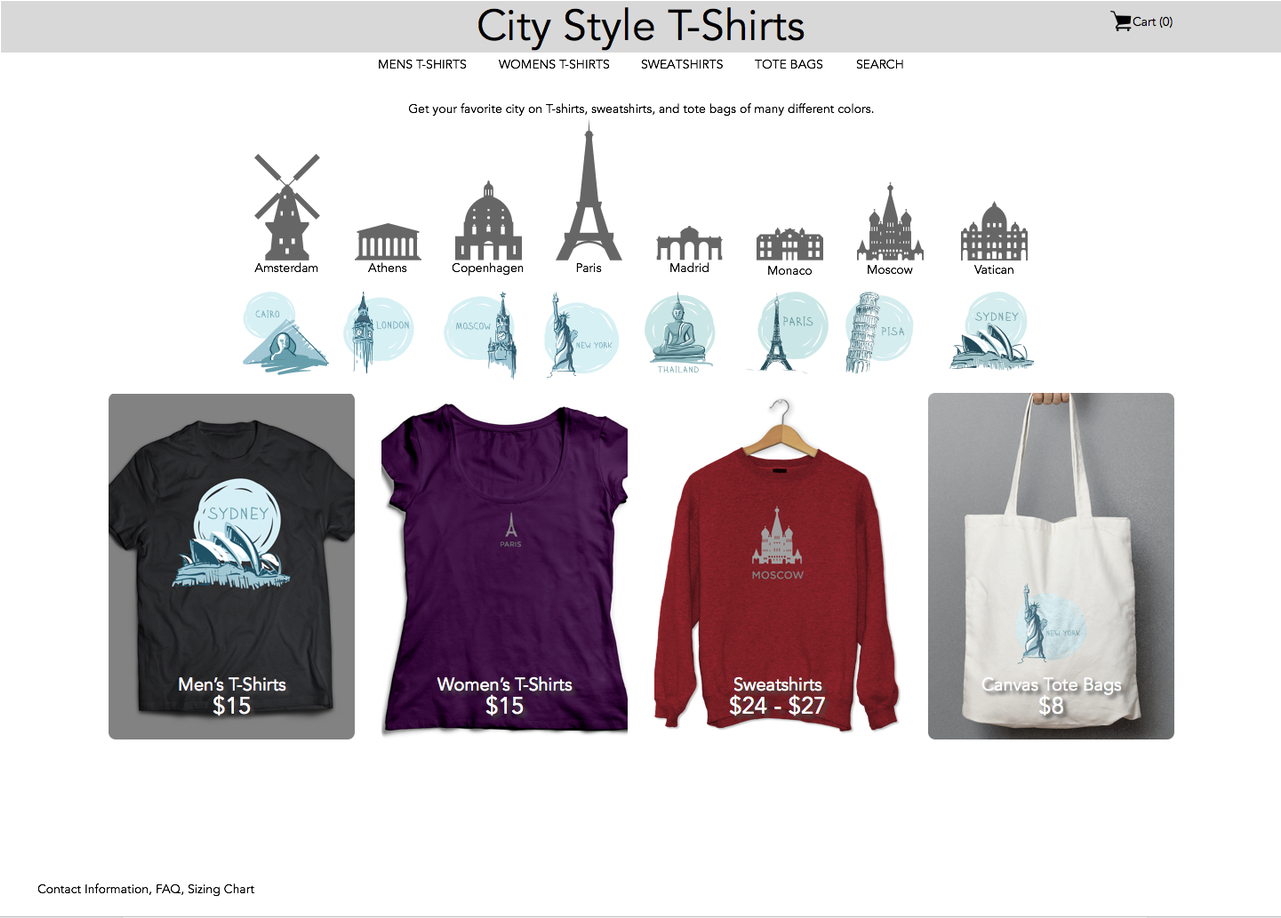 City Style T-Shirts
Cart (0)
MENS T-SHIRTS WOMENS T-SHIRTS SWEATSHIRTS TOTE BAGS SEARCH
Get your favorite city on T-shirts, sweatshirts, and tote bags of many different colors.
Amsterdam Athens Copenhagen Paris Madrid Monaco Moscow Vatican
CAIRO LONDON MOSCOW NEW YORK THAILAND PARIS PISA SYDNEY
SYDNEY
PARIS
MOSCOW
NEW YORK
Men's T-Shirts
$15
Women's T-Shirts
$15
Sweatshirts
$24 - $27
Canvas Tote Bags
$8
Contact Information, FAQ, Sizing Chart